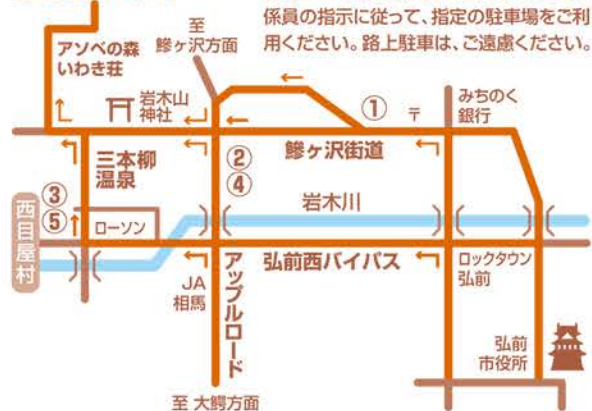 係員の指示に従って、指定の駐車場をご利
用ください。路上駐車は、ご遠慮ください。
至
鰺ヶ沢方面
アソベの森
いわき荘
岩木山
神社
①
〒
みちのく
銀行
三本柳
温泉
②
④
鰺ヶ沢街道
③
⑤
ローソン
岩木川
西目屋村
JA
相馬
アップルロード
弘前西バイパス
ロックタウン
弘前
弘前
市役所
至 大鰐方面